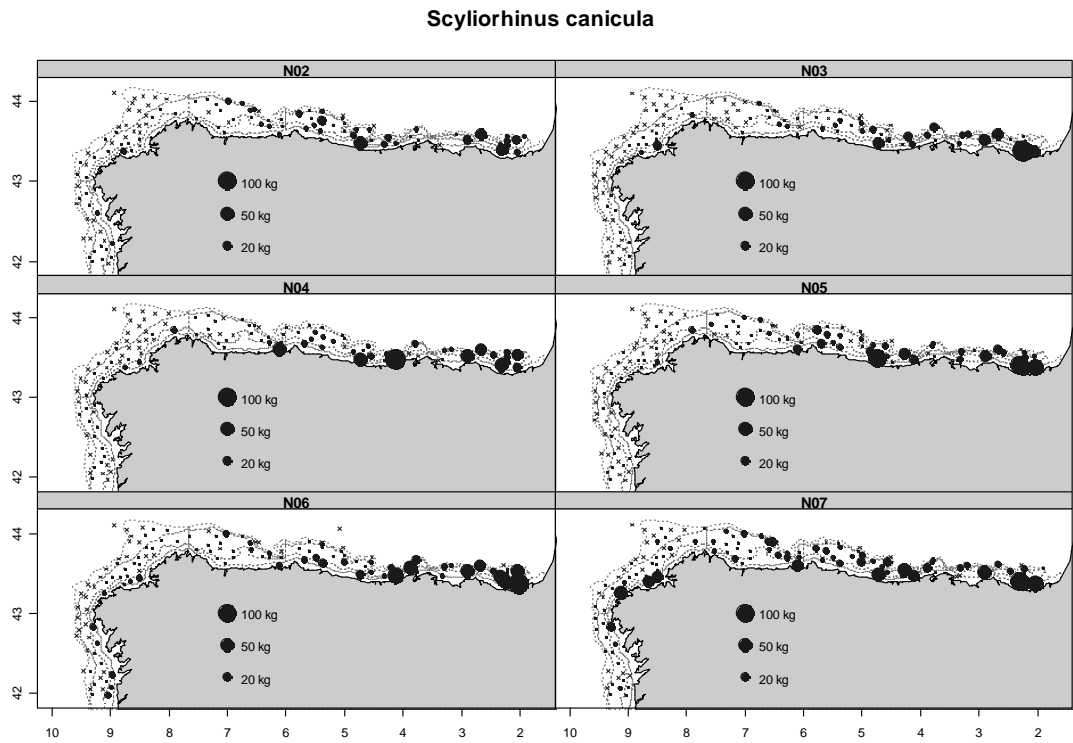 Scyliorhinus canicula
N02 N03
44
43
42
100 kg 100 kg
50 kg 50 kg
20 kg 20 kg
N04 N05
44
43
42
100 kg 100 kg
50 kg 50 kg
20 kg 20 kg
N06 N07
44
43
42
100 kg 100 kg
50 kg 50 kg
20 kg 20 kg
10 9 8 7 6 5 4 3 2 10 9 8 7 6 5 4 3 2